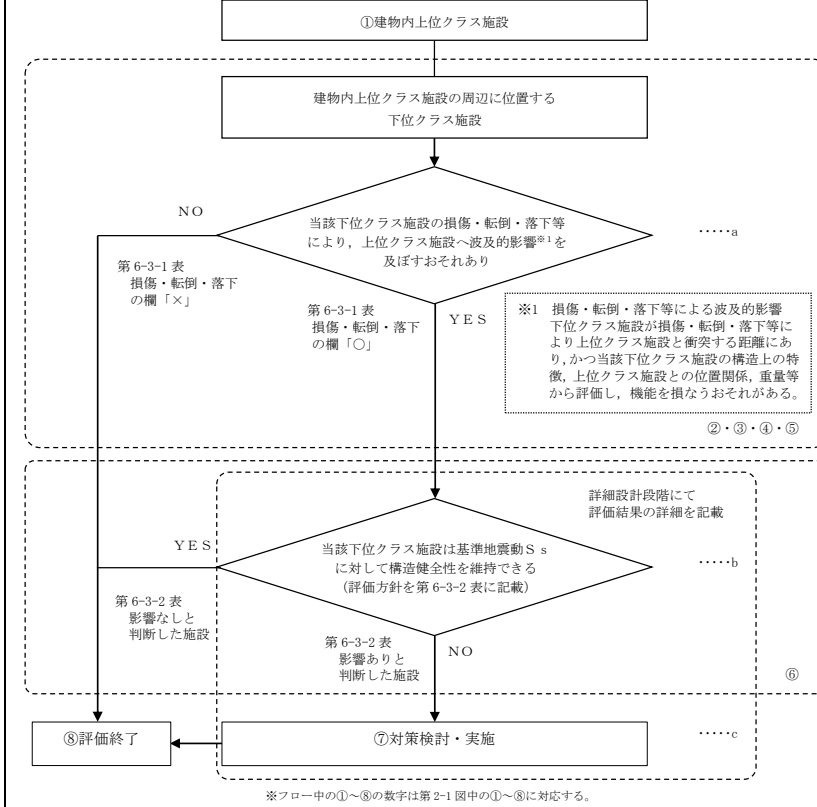 ①建物内上位クラス施設
建物内上位クラス施設の周辺に位置する
下位クラス施設
NO
当該下位クラス施設の損傷・転倒・落下等
により，上位クラス施設へ波及的影響※1を
及ぼすおそれあり
‥‥‥a
第 6-3-1 表
損傷・転倒・落下
の欄「×」
第 6-3-1 表
損傷・転倒・落下
の欄「○」
ＹＥＳ
※1　損傷・転倒・落下等による波及的影響
下位クラス施設が損傷・転倒・落下等に
より上位クラス施設と衝突する距離にあ
り，かつ当該下位クラス施設の構造上の特
徴，上位クラス施設との位置関係，重量等
から評価し，機能を損なうおそれがある。
②・③・④・⑤
詳細設計段階にて
評価結果の詳細を記載
ＹＥＳ
当該下位クラス施設は基準地震動Ｓｓ
に対して構造健全性を維持できる
(評価方針を第 6-3-2 表に記載)
‥‥‥b
第 6-3-2 表
影響なしと
判断した施設
第 6-3-2 表
影響ありと
判断した施設
NO
⑥
⑧評価終了
⑦対策検討・実施
‥‥‥c
※フロー中の①～⑧の数字は第 2-1 図中の①～⑧に対応する。